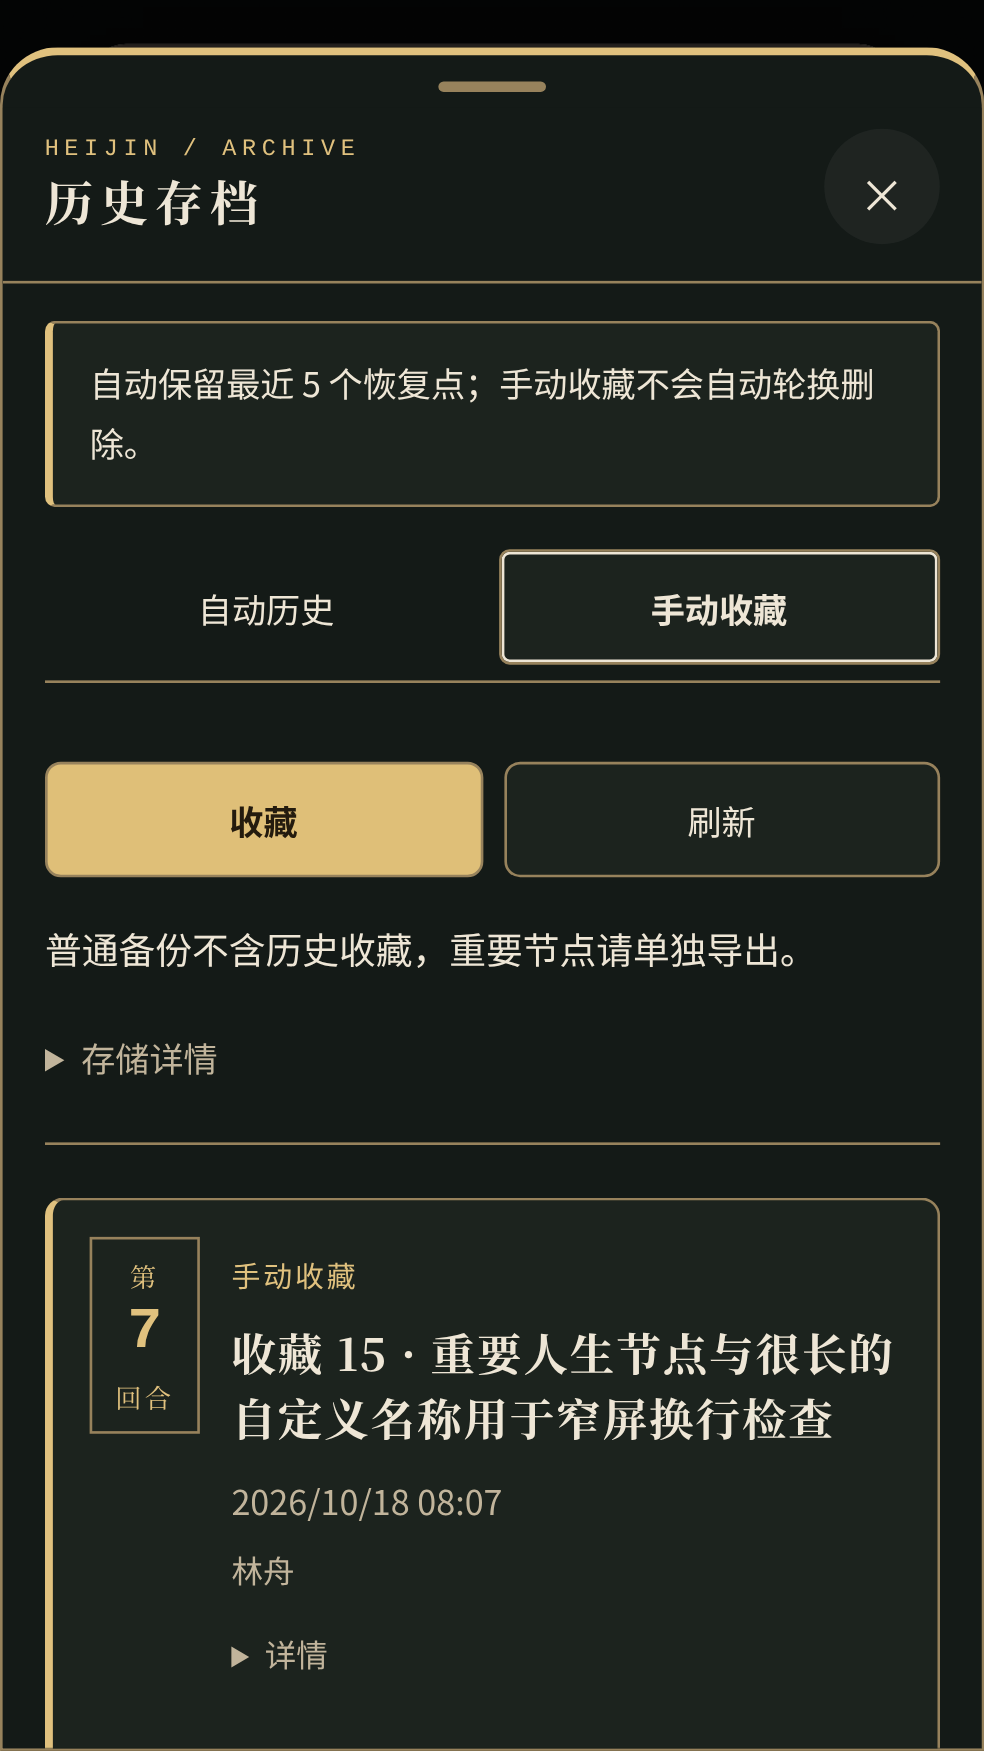 HEIJIN / ARCHIVE
历史存档
自动保留最近 5 个恢复点；手动收藏不会自动轮换删
除。
自动历史
手动收藏
收藏
刷新
普通备份不含历史收藏，重要节点请单独导出。
存储详情
第
7
回合
手动收藏
收藏 15 · 重要人生节点与很长的
自定义名称用于窄屏换行检查
2026/10/18 08:07
林舟
详情